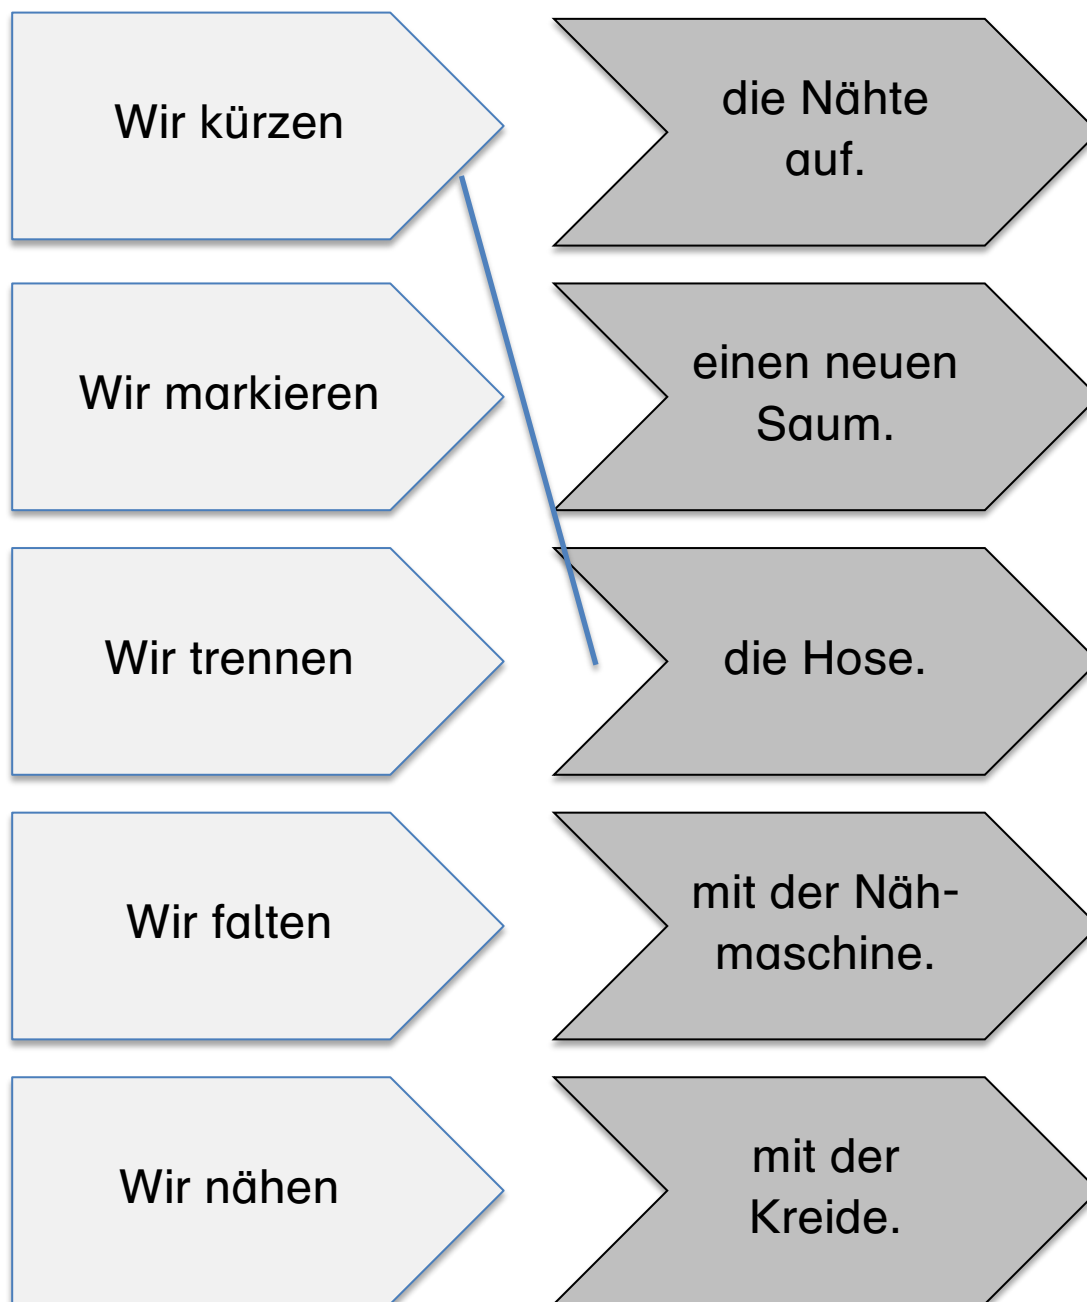 Wir kürzen
die Nähte
auf.
Wir markieren
einen neuen
Saum.
Wir trennen
die Hose.
Wir falten
mit der Näh-
maschine.
Wir nähen
mit der
Kreide.